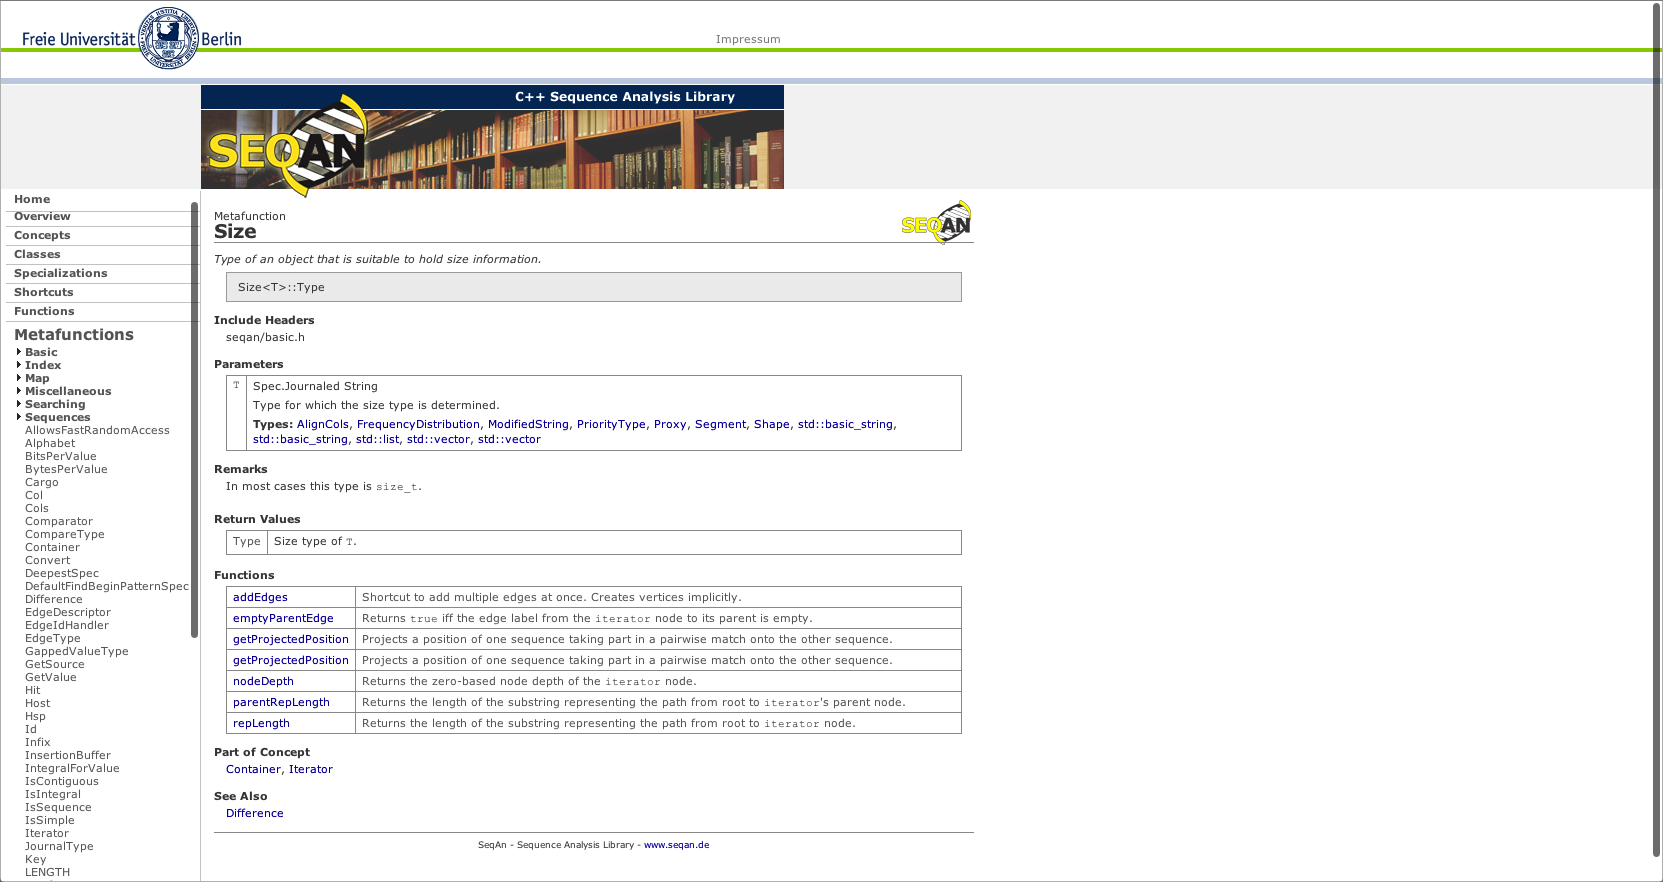 Freie Universität Berlin
Impressum
C++ Sequence Analysis Library
SEQAN
Home
Overview
Concepts
Classes
Specializations
Shortcuts
Functions
Metafunctions
Basic
Index
Map
Miscellaneous
Searching
Sequences
AllowsFastRandomAccess
Alphabet
BitsPerValue
BytesPerValue
Cargo
Col
Cols
Comparator
CompareType
Container
Convert
DeepestSpec
DefaultFindBeginPatternSpec
Difference
EdgeDescriptor
EdgeIdHandler
EdgeType
GappedValueType
GetSource
GetValue
Hit
Host
Hsp
Id
Infix
InsertionBuffer
IntegralForValue
IsContiguous
IsIntegral
IsSequence
IsSimple
Iterator
JournalType
Key
LENGTH
Metafunction
Size
SEQAN
Type of an object that is suitable to hold size information.
Size<T>::Type
Include Headers
seqan/basic.h
Parameters
T Spec.Journaled String
Type for which the size type is determined.
Types: AlignCols, FrequencyDistribution, ModifiedString, PriorityType, Proxy, Segment, Shape, std::basic_string,
std::basic_string, std::list, std::vector, std::vector
Remarks
In most cases this type is size_t.
Return Values
Type Size type of T.
Functions
addEdges Shortcut to add multiple edges at once. Creates vertices implicitly.
emptyParentEdge Returns true iff the edge label from the iterator node to its parent is empty.
getProjectedPosition Projects a position of one sequence taking part in a pairwise match onto the other sequence.
getProjectedPosition Projects a position of one sequence taking part in a pairwise match onto the other sequence.
nodeDepth Returns the zero-based node depth of the iterator node.
parentRepLength Returns the length of the substring representing the path from root to iterator's parent node.
repLength Returns the length of the substring representing the path from root to iterator node.
Part of Concept
Container, Iterator
See Also
Difference
SeqAn - Sequence Analysis Library - www.seqan.de